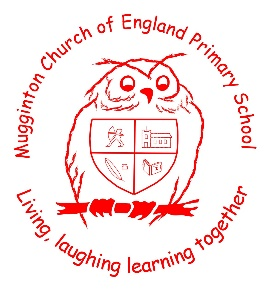 Mugginton Church of England Primary School
Living, laughing learning together